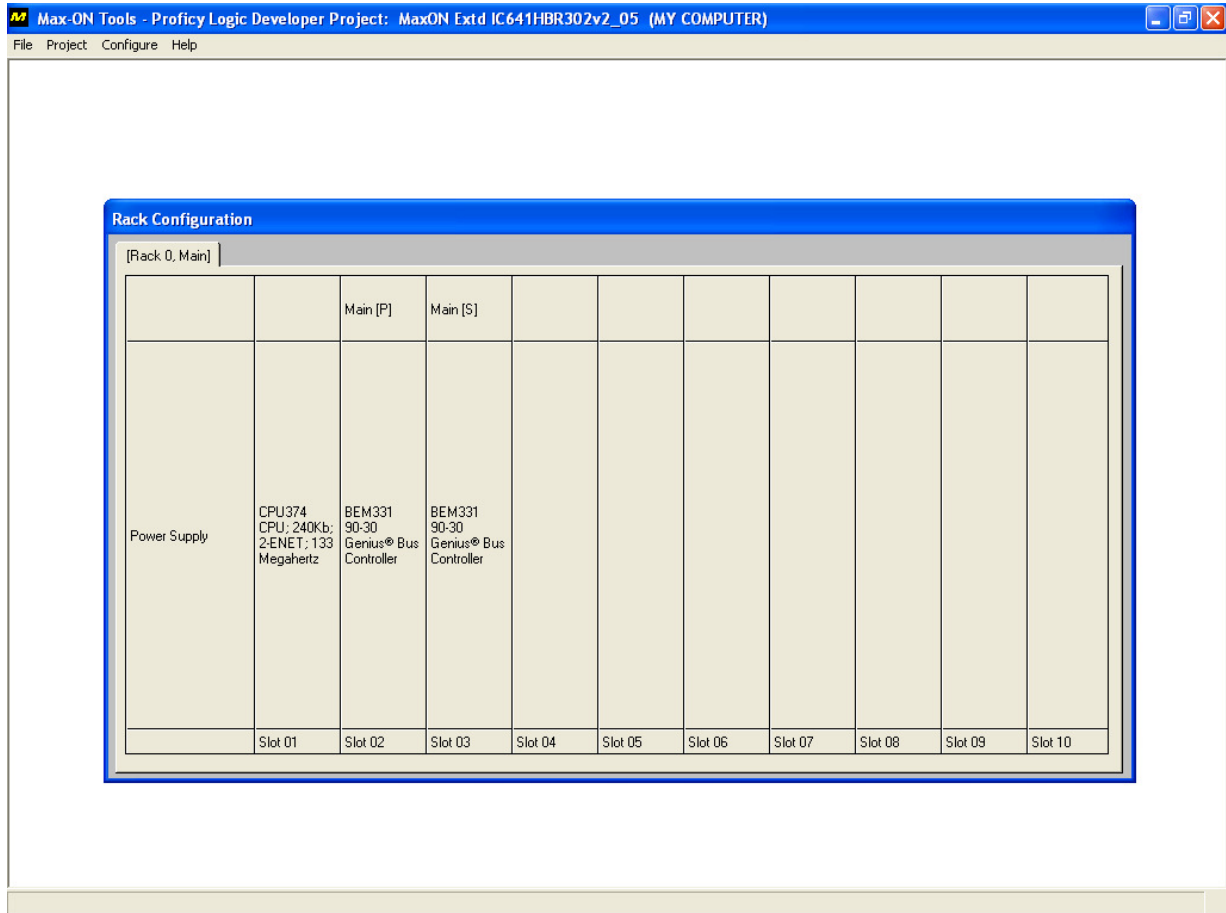 Max-ON Tools - Proficy Logic Developer Project:  MaxON Extd IC641HBR302v2_05  (MY COMPUTER)
File Project Configure Help
Rack Configuration
[Rack 0, Main]
Main [P]
Main [S]
Power Supply
CPU374
CPU; 240Kb;
2-ENET; 133
Megahertz
BEM331
90-30
Genius® Bus
Controller
BEM331
90-30
Genius® Bus
Controller
Slot 01
Slot 02
Slot 03
Slot 04
Slot 05
Slot 06
Slot 07
Slot 08
Slot 09
Slot 10